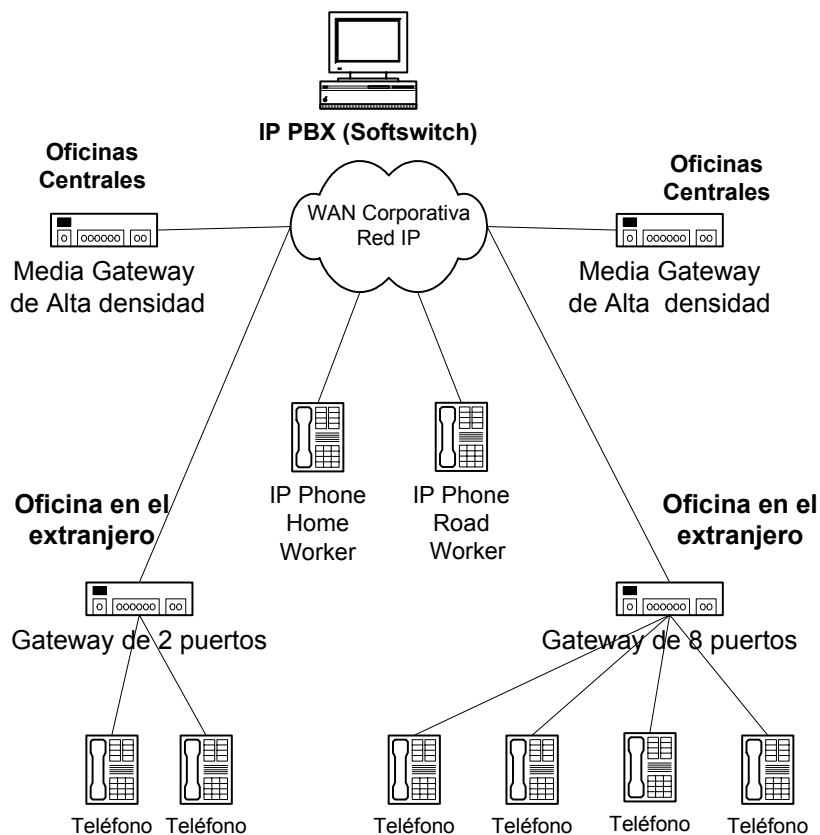 IP PBX (Softswitch)
Oficinas
Centrales
Oficinas
Centrales
WAN Corporativa
Red IP
Media Gateway
de Alta densidad
Media Gateway
de Alta densidad
IP Phone
Home
Worker
IP Phone
Road
Worker
Oficina en el
extranjero
Oficina en el
extranjero
Gateway de 2 puertos
Gateway de 8 puertos
Teléfono
Teléfono
Teléfono
Teléfono
Teléfono
Teléfono